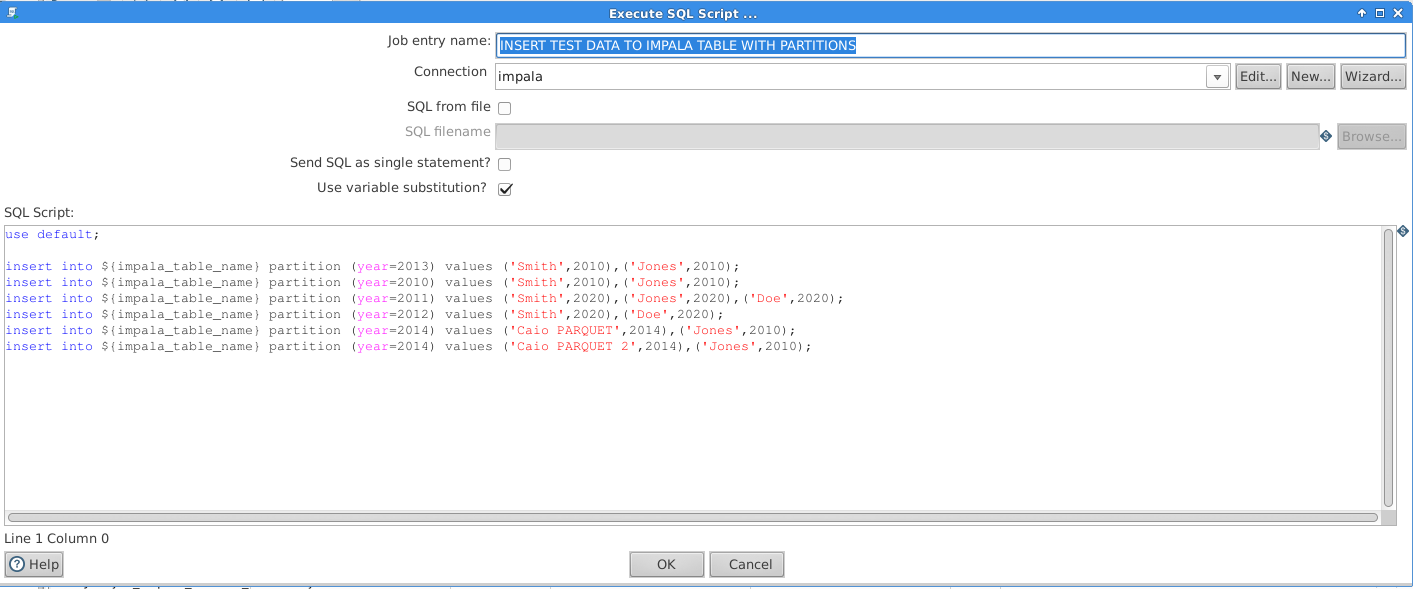 Execute SQL Script ...
Job entry name: INSERT TEST DATA TO IMPALA TABLE WITH PARTITIONS
Connection impala Edit... New... Wizard...
SQL from file
SQL filename Browse...
Send SQL as single statement?
Use variable substitution?
SQL Script:
use default;
insert into ${impala_table_name} partition (year=2013) values ('Smith',2010),('Jones',2010);
insert into ${impala_table_name} partition (year=2010) values ('Smith',2010),('Jones',2010);
insert into ${impala_table_name} partition (year=2011) values ('Smith',2020),('Jones',2020),('Doe',2020);
insert into ${impala_table_name} partition (year=2012) values ('Smith',2020),('Doe',2020);
insert into ${impala_table_name} partition (year=2014) values ('Caio PARQUET',2014),('Jones',2010);
insert into ${impala_table_name} partition (year=2014) values ('Caio PARQUET 2',2014),('Jones',2010);
Line 1 Column 0
Help OK Cancel